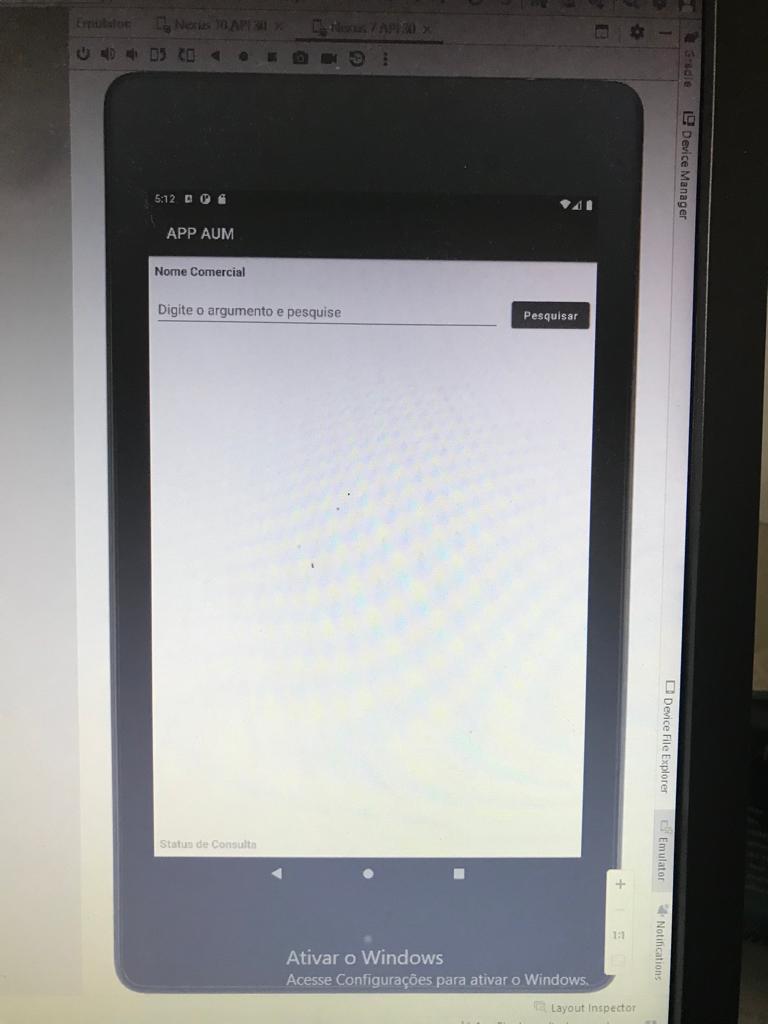 Emulator: Nexus 10 API 30 Nexus 7 API 30
Gradle
Device Manager
5:12
APP AUM
Nome Comercial
Digite o argumento e pesquise
Pesquisar
Status de Consulta
Device File Explorer
Emulator
Notifications
1:1
Ativar o Windows
Acesse Configurações para ativar o Windows.
Layout Inspector